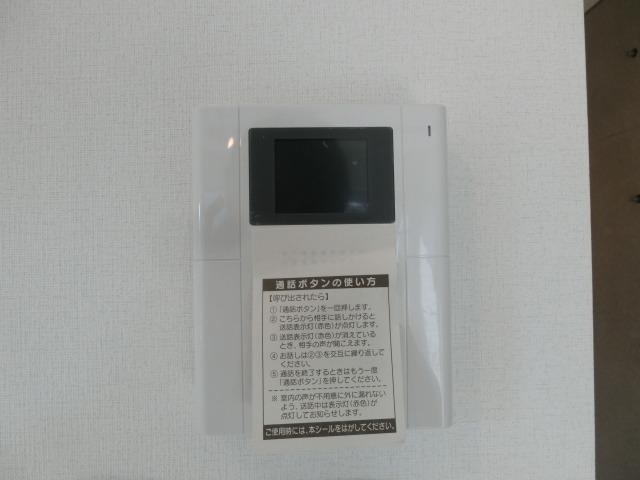 通話ボタンの使い方
【呼び出されたら】
①「通話ボタン」を一回押します。
② こちらから相手に話しかけると
送話表示灯(赤色)が点灯します。
③ 送話表示灯(赤色)が消えている
とき、相手の声が聞こえます。
④ お話しは②③を交互に繰り返して
ください。
⑤ 通話を終了するときはもう一度
「通話ボタン」を押してください。
※ 室内の声が不用意に外に漏れない
よう、送話中は表示灯(赤色)が
点灯してお知らせします。
ご使用時には、本シールをはがしてください。